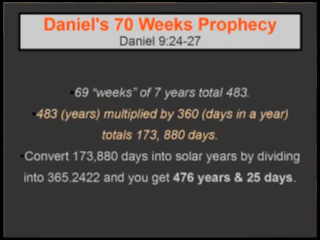 Daniel's 70 Weeks Prophecy
Daniel 9:24-27
•69 “weeks” of 7 years total 483.
•483 (years) multiplied by 360 (days in a year)
totals 173, 880 days.
•Convert 173,880 days into solar years by dividing
into 365.2422 and you get 476 years & 25 days.